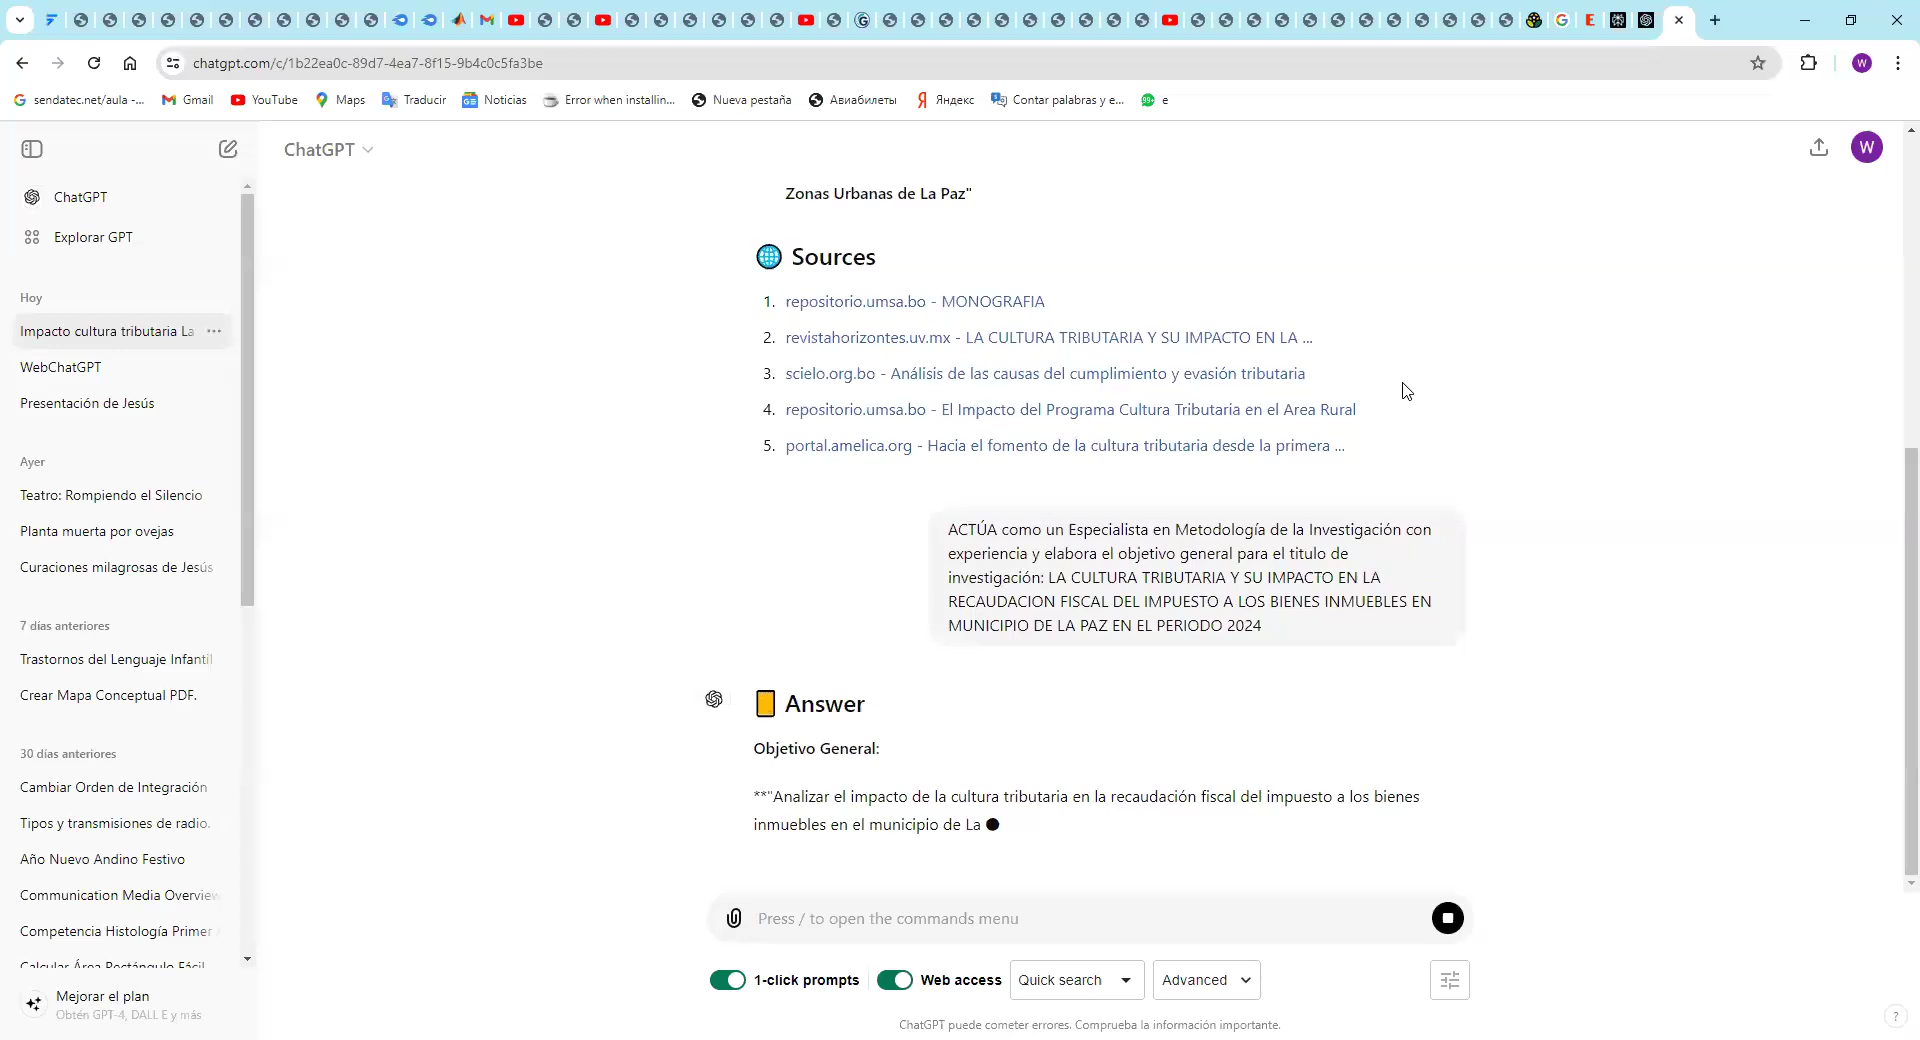 chatgpt.com/c/1b22ea0c-89d7-4ea7-8f15-9b4c0c5fa3be
W
sendatec.net/aula -...
Gmail
YouTube
Maps
Traducir
Noticias
Error when installin...
Nueva pestaña
Авиабилеты
Яндекс
Contar palabras y e...
99+
e
ChatGPT
W
ChatGPT
Explorar GPT
Hoy
Impacto cultura tributaria La
WebChatGPT
Presentación de Jesús
Ayer
Teatro: Rompiendo el Silencio
Planta muerta por ovejas
Curaciones milagrosas de Jesús
7 días anteriores
Trastornos del Lenguaje Infantil
Crear Mapa Conceptual PDF.
30 días anteriores
Cambiar Orden de Integración
Tipos y transmisiones de radio.
Año Nuevo Andino Festivo
Communication Media Overview
Competencia Histología Primer
Calcular Área Rectángulo Fácil
Mejorar el plan
Obtén GPT-4, DALL E y más
Zonas Urbanas de La Paz"
Sources
1. repositorio.umsa.bo - MONOGRAFIA
2. revistahorizontes.uv.mx - LA CULTURA TRIBUTARIA Y SU IMPACTO EN LA ...
3. scielo.org.bo - Análisis de las causas del cumplimiento y evasión tributaria
4. repositorio.umsa.bo - El Impacto del Programa Cultura Tributaria en el Area Rural
5. portal.amelica.org - Hacia el fomento de la cultura tributaria desde la primera ...
ACTÚA como un Especialista en Metodología de la Investigación con
experiencia y elabora el objetivo general para el titulo de
investigación: LA CULTURA TRIBUTARIA Y SU IMPACTO EN LA
RECAUDACION FISCAL DEL IMPUESTO A LOS BIENES INMUEBLES EN
MUNICIPIO DE LA PAZ EN EL PERIODO 2024
Answer
Objetivo General:
**"Analizar el impacto de la cultura tributaria en la recaudación fiscal del impuesto a los bienes
inmuebles en el municipio de La
Press / to open the commands menu
1-click prompts
Web access
Quick search
Advanced
ChatGPT puede cometer errores. Comprueba la información importante.
?